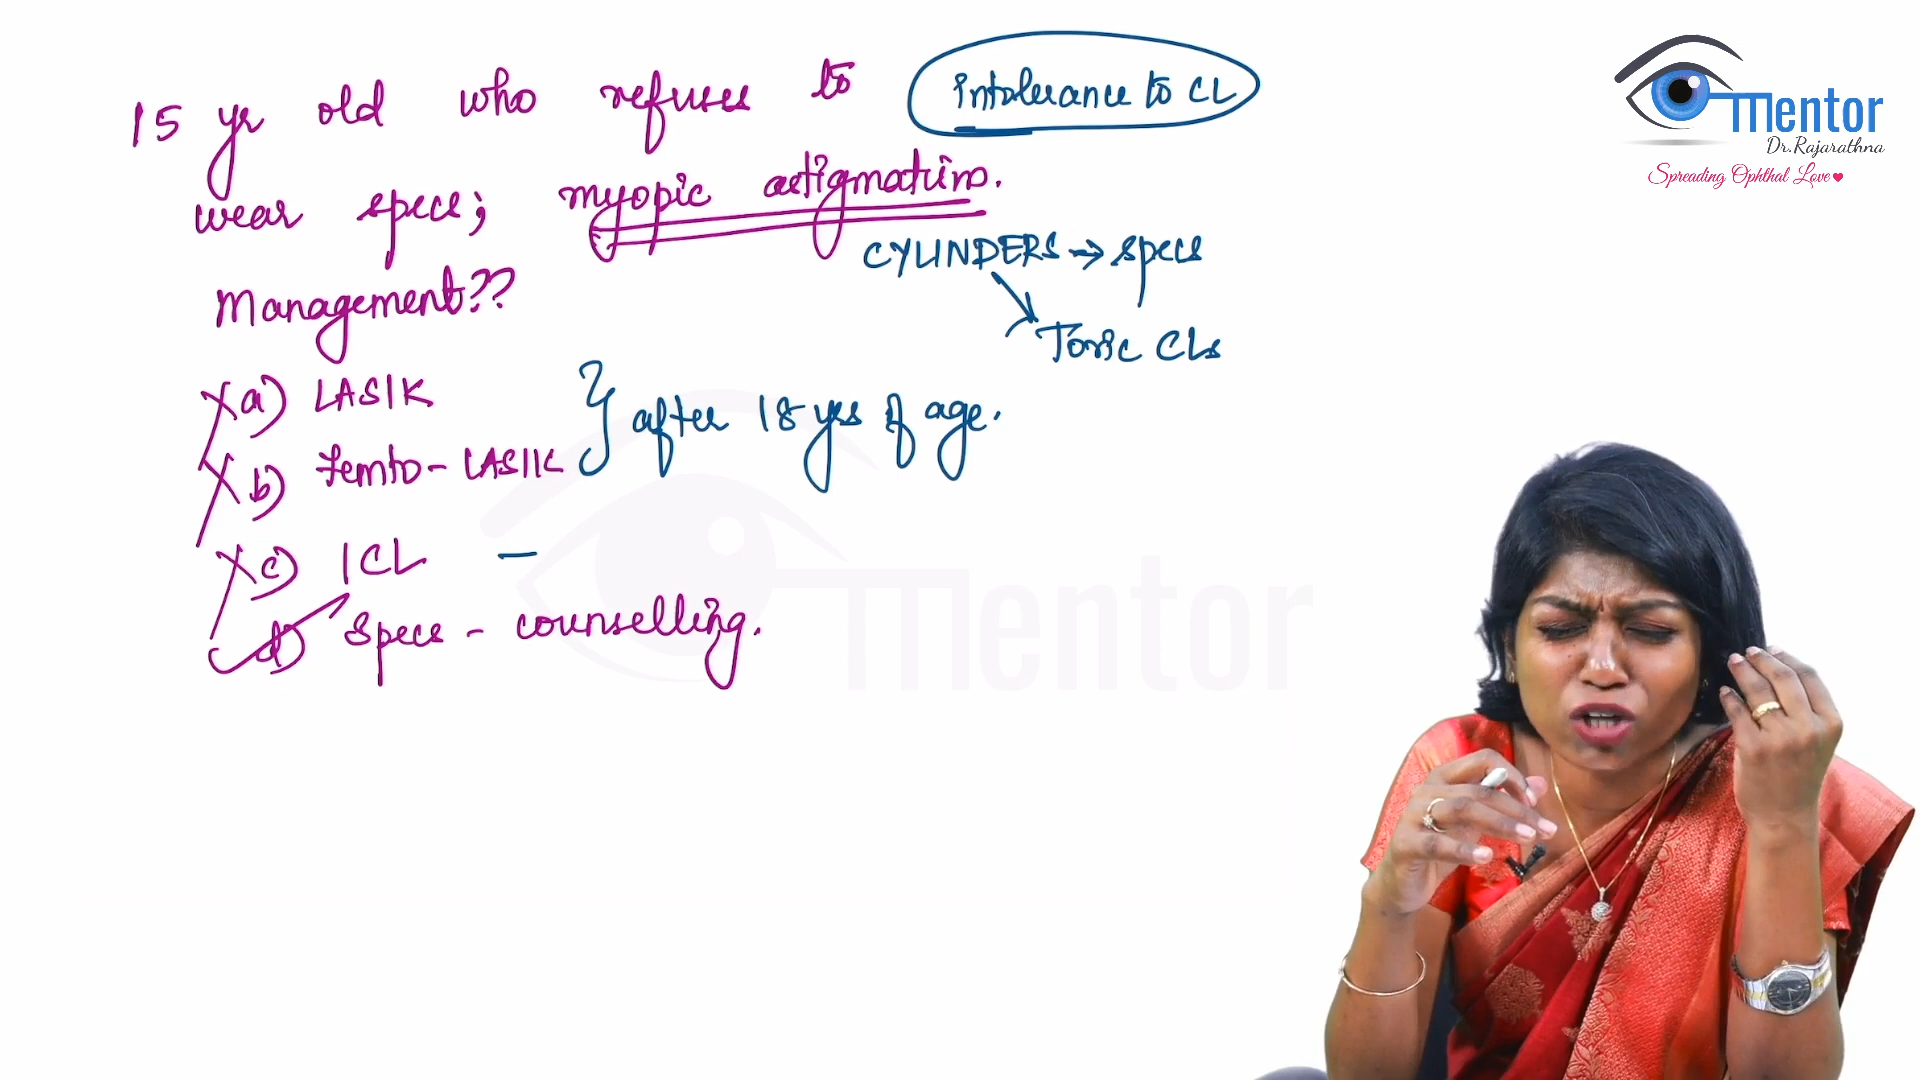 15 yr old who refuses to
intolerance to CL
wear specs; myopic astigmatism.
CYLINDERS → specs
Management??
Toric CLs
a) LASIK
} after 18 yrs of age.
b) Femto-LASIK
c) ICL –
d) Specs - counselling.
mentor
mentor
Dr.Rajarathna
Spreading Ophthal Love